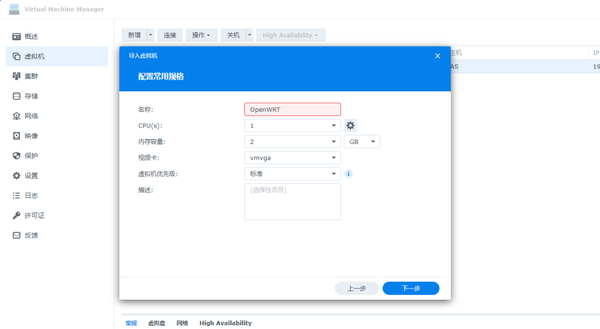 Virtual Machine Manager
概述
虚拟机
集群
存储
网络
映像
保护
设置
日志
许可证
反馈
新增 连接 操作 关机 High Availability
IP
AS 19
导入虚拟机
配置常用规格
名称: OpenWRT
CPU(s): 1
内存容量: 2 GB
视频卡: vmvga
虚拟机优先级: 标准
描述: (选择性项目)
上一步 下一步
常规 虚拟盘 网络 High Availability